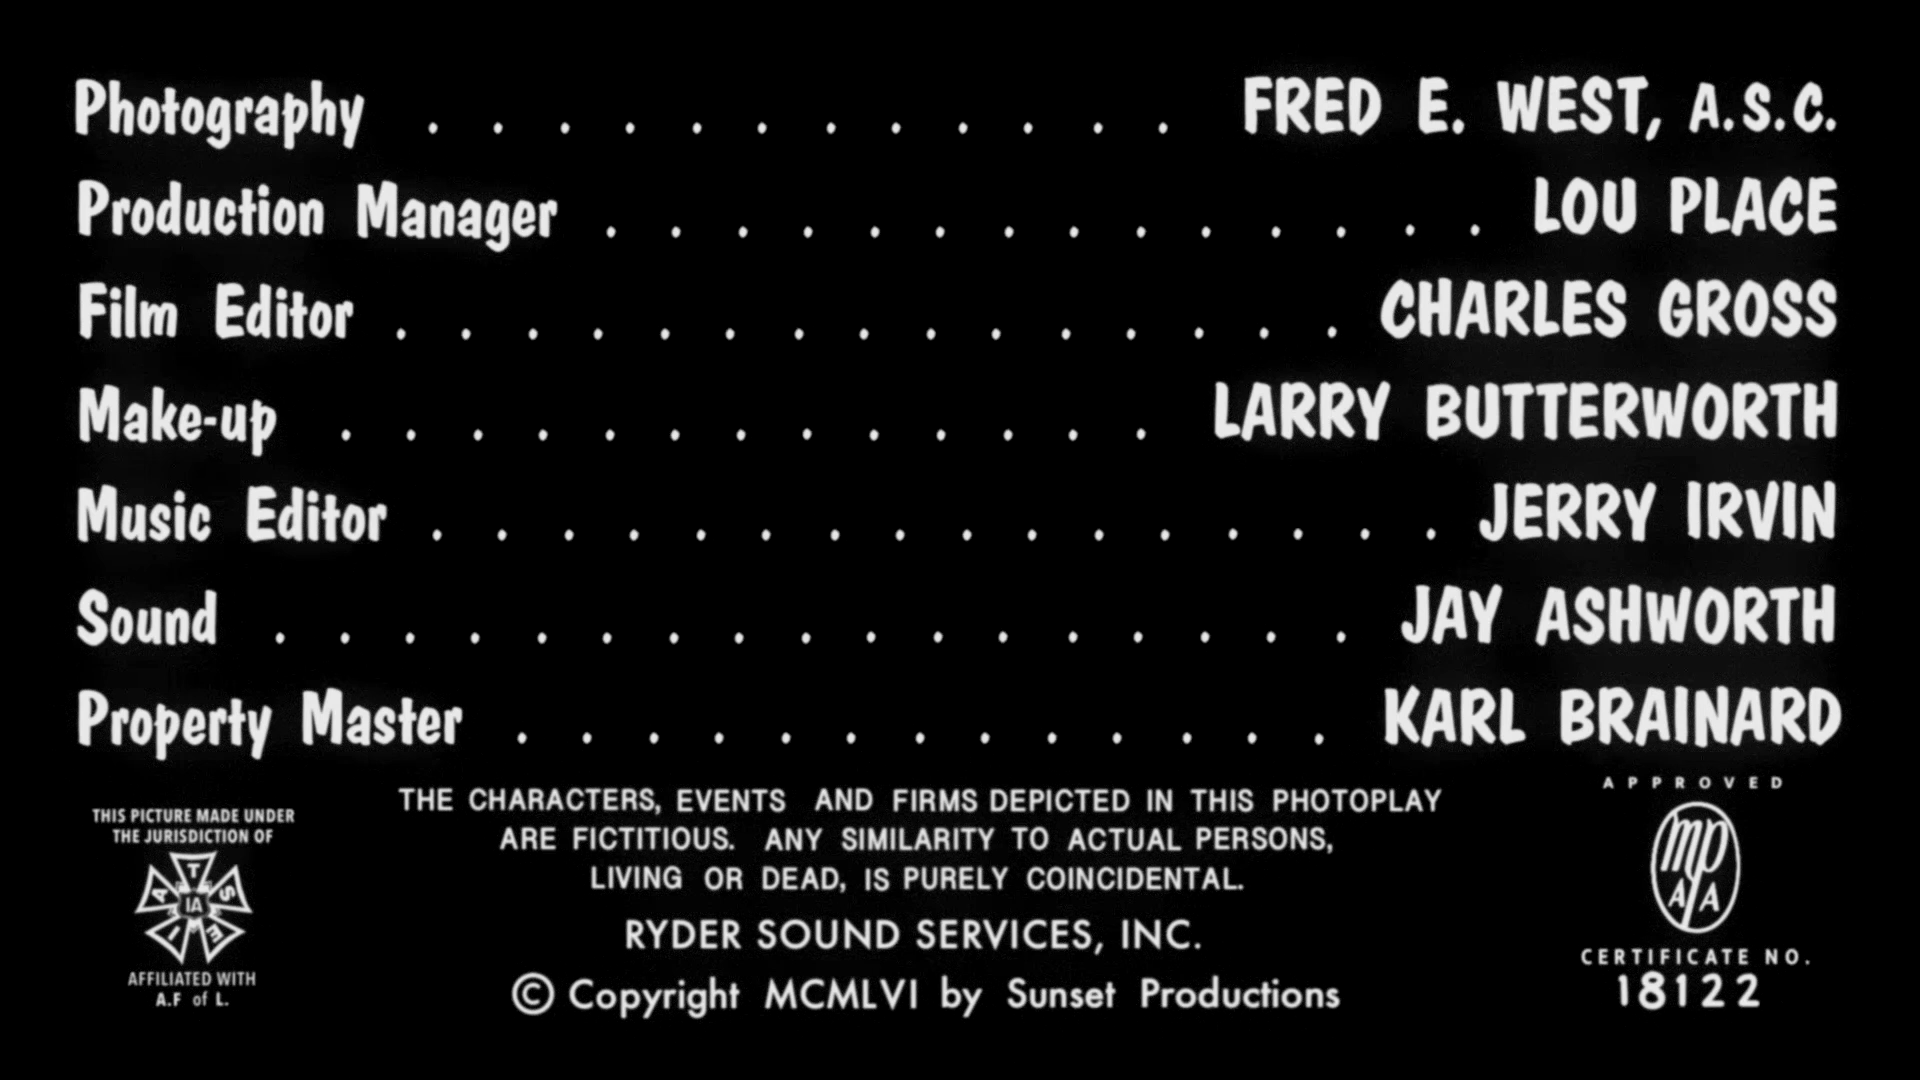 Photography . . . . . . . . . . . . FRED E. WEST, A.S.C.
Production Manager . . . . . . . . . . . . . . LOU PLACE
Film Editor . . . . . . . . . . . . . . . CHARLES GROSS
Make-up . . . . . . . . . . . . . LARRY BUTTERWORTH
Music Editor . . . . . . . . . . . . . . . . JERRY IRVIN
Sound . . . . . . . . . . . . . . . . . JAY ASHWORTH
Property Master . . . . . . . . . . . . . KARL BRAINARD
THIS PICTURE MADE UNDER
THE JURISDICTION OF
I A T S E
IA
AFFILIATED WITH
A.F of L.
THE CHARACTERS, EVENTS AND FIRMS DEPICTED IN THIS PHOTOPLAY
ARE FICTITIOUS. ANY SIMILARITY TO ACTUAL PERSONS,
LIVING OR DEAD, IS PURELY COINCIDENTAL.
RYDER SOUND SERVICES, INC.
© Copyright MCMLVI by Sunset Productions
APPROVED
mp
AA
CERTIFICATE NO.
18122